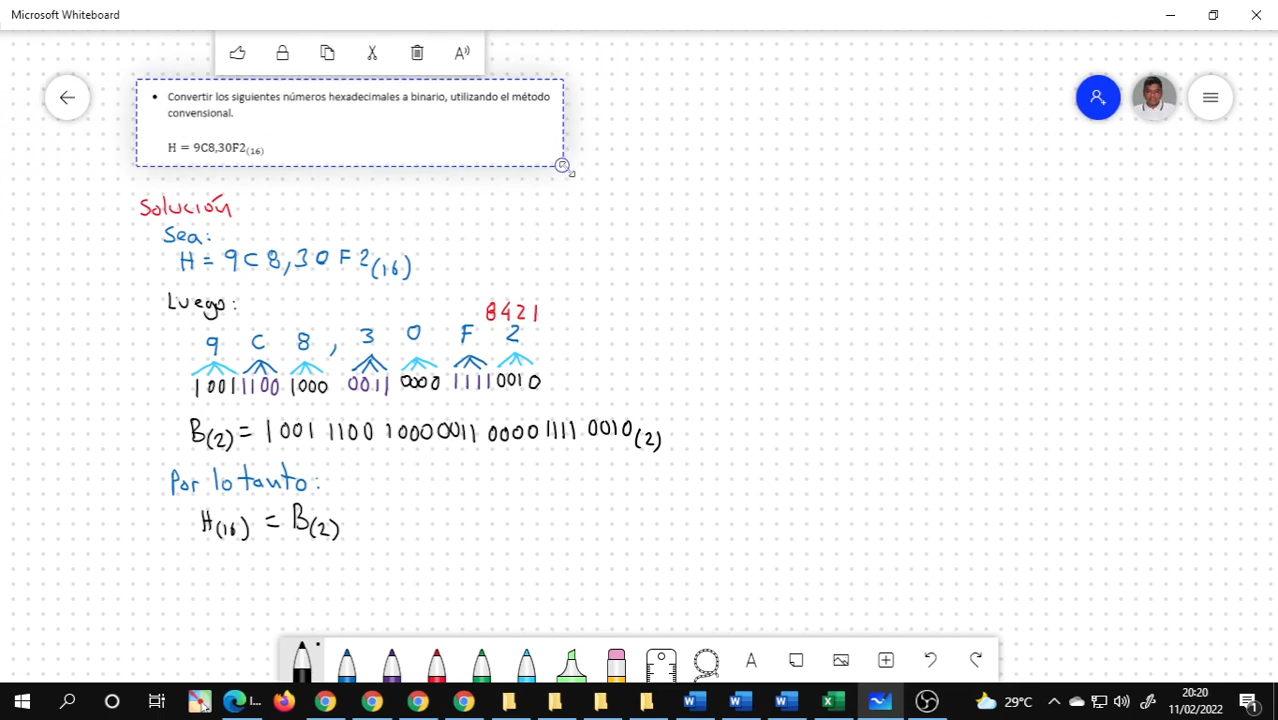 Microsoft Whiteboard
• Convertir los siguientes números hexadecimales a binario, utilizando el método
convencional.
H = 9C8,30F2(16)
Solución
Sea:
H = 9C8,30F2(16)
Luego:
8421
9 C 8 , 3 0 F 2
1001 1100 1000 0011 0000 1111 0010
B(2) = 1001 1100 1000 0011 0000 1111 0010(2)
Por lo tanto:
H(16) = B(2)
29°C
20:20
11/02/2022
1